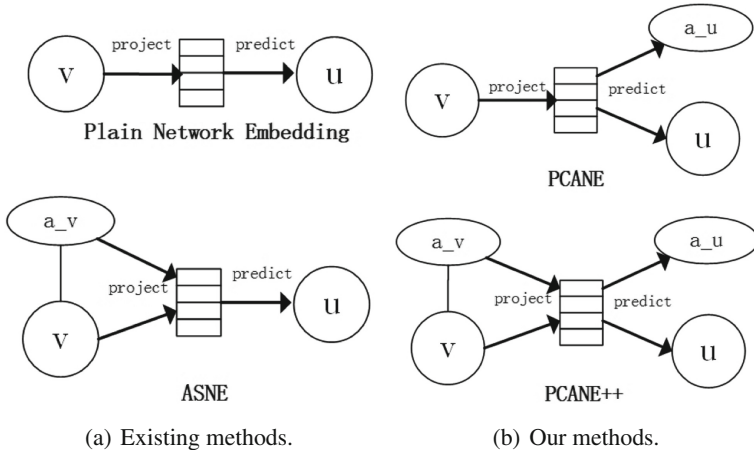 v
project
predict
u
Plain Network Embedding
a_u
v
project
predict
u
PCANE
a_v
v
project
predict
u
ASNE
a_v
a_u
project
predict
v
u
PCANE++
(a) Existing methods.
(b) Our methods.